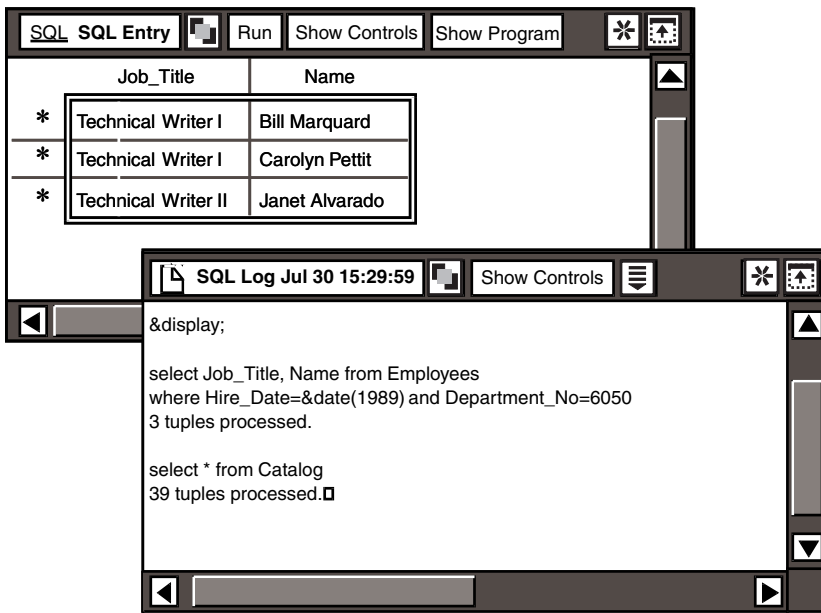 SQL SQL Entry Run Show Controls Show Program
Job_Title Name
* Technical Writer I Bill Marquard
* Technical Writer I Carolyn Pettit
* Technical Writer II Janet Alvarado
SQL Log Jul 30 15:29:59 Show Controls
&display;
select Job_Title, Name from Employees
where Hire_Date=&date(1989) and Department_No=6050
3 tuples processed.
select * from Catalog
39 tuples processed.